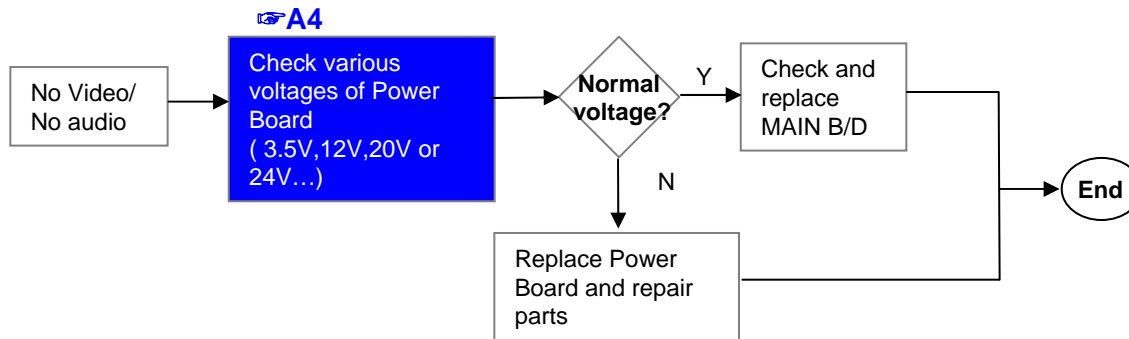 ☞A4
No Video/
No audio
Check various
voltages of Power
Board
( 3.5V,12V,20V or
24V…)
Normal
voltage?
Y
Check and
replace
MAIN B/D
N
Replace Power
Board and repair
parts
End